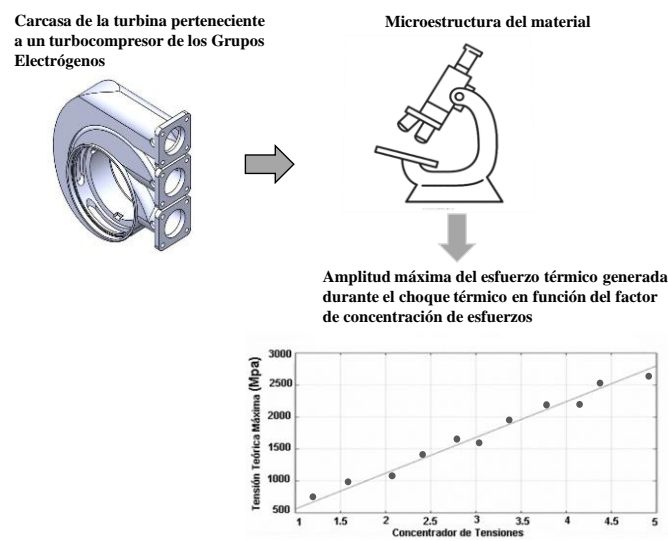 Carcasa de la turbina perteneciente
a un turbocompresor de los Grupos
Electrógenos
Microestructura del material
Amplitud máxima del esfuerzo térmico generada
durante el choque térmico en función del factor
de concentración de esfuerzos
Tensión Teórica Máxima (Mpa)
3000
2500
2000
1500
1000
500
1 1.5 2 2.5 3 3.5 4 4.5 5
Concentrador de Tensiones